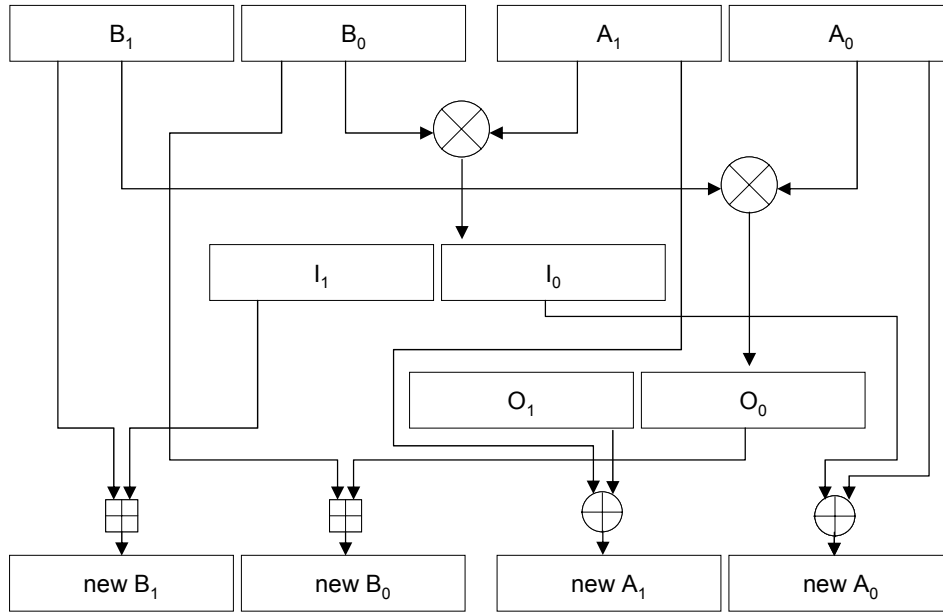 B₁ B₀ A₁ A₀
I₁ I₀
O₁ O₀
new B₁ new B₀ new A₁ new A₀